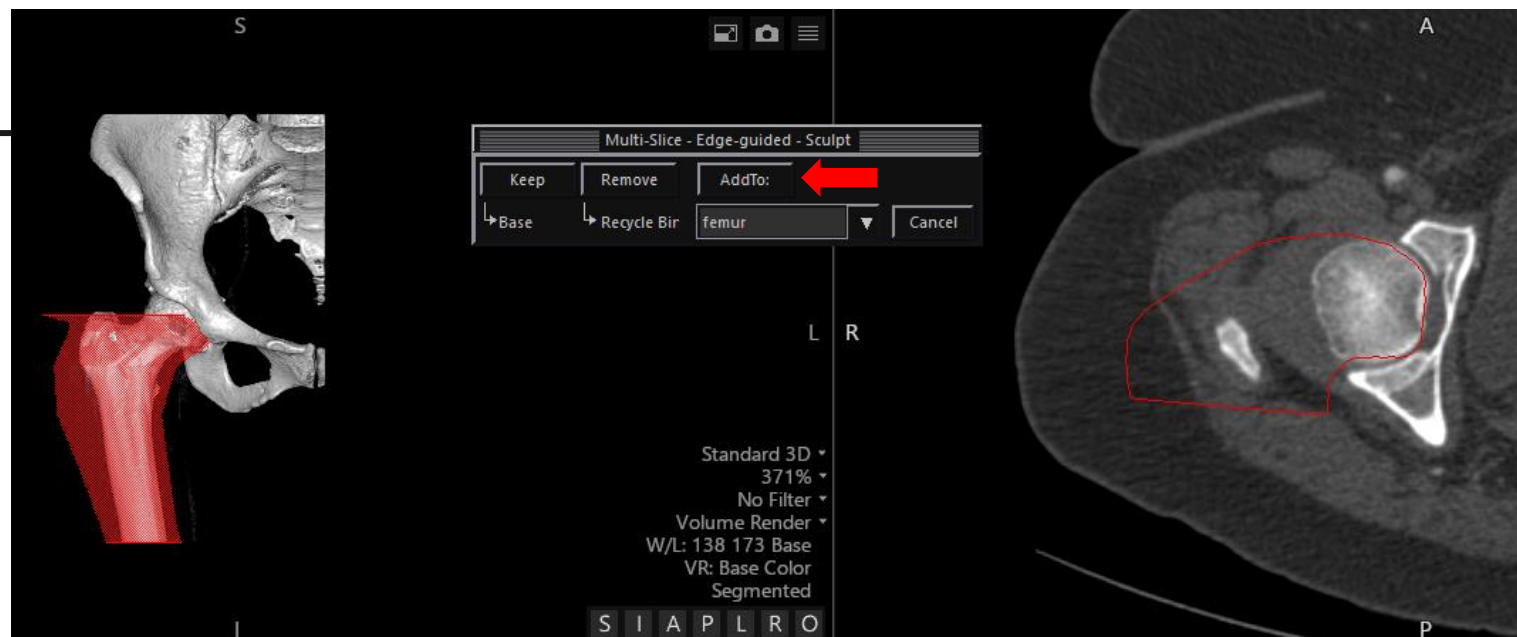 S
Multi-Slice - Edge-guided - Sculpt
Keep Remove AddTo:
Base Recycle Bir femur Cancel
L
Standard 3D
371%
No Filter
Volume Render
W/L: 138 173 Base
VR: Base Color
Segmented
S I A P L R O
I
A
R
P